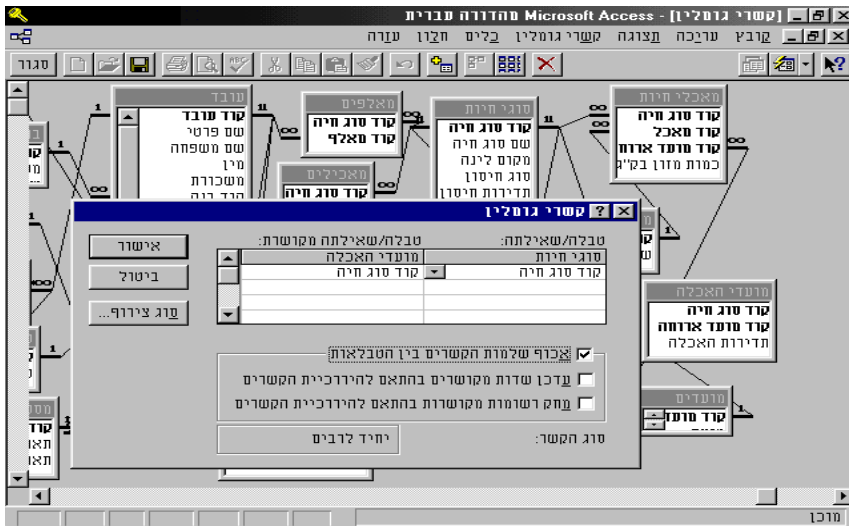 [קשרי גומלין] - Microsoft Access מהדורה עברית
קובץ עריכה תצוגה קשרי גומלין כלים חלון עזרה
סגור
עובד
קוד עובד
שם פרטי
שם משפחה
מין
משכורת
מאלפים
קוד סוג חיה
קוד מאלף
מאכילים
קוד סוג חיה
סוגי חיות
קוד סוג חיה
שם סוג חיה
מקום לינה
סוג חיסון
תדירות חיסון
מאכלי חיות
קוד סוג חיה
קוד מאכל
קוד מועד ארוח
כמות מזון בק"ג
קשרי גומלין
טבלה/שאילתה:
טבלה/שאילתה מקושרת:
סוגי חיות
מועדי האכלה
קוד סוג חיה
קוד סוג חיה
אישור
ביטול
סוג צירוף...
אכוף שלמות הקשרים בין הטבלאות
עדכן שדות מקושרים בהתאם להיררכיית הקשרים
מחק רשומות מקושרות בהתאם להיררכיית הקשרים
סוג הקשר:
יחיד לרבים
מועדי האכלה
קוד סוג חיה
קוד מועד ארוחה
תדירות האכלה
מועדים
קוד מועד
מוכן